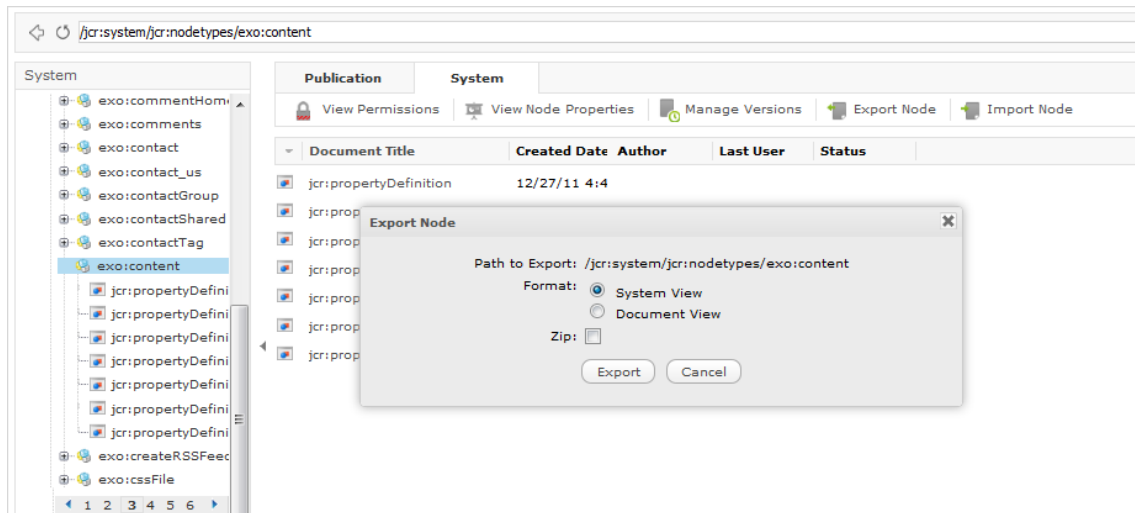 /jcr:system/jcr:nodetypes/exo:content
System
Publication System
View Permissions View Node Properties Manage Versions Export Node Import Node
Document Title Created Date Author Last User Status
exo:commentHome
exo:comments
exo:contact
exo:contact_us
exo:contactGroup
exo:contactShared
exo:contactTag
exo:content
jcr:propertyDefini
jcr:propertyDefini
jcr:propertyDefini
jcr:propertyDefini
jcr:propertyDefini
jcr:propertyDefini
jcr:propertyDefini
exo:createRSSFeed
exo:cssFile
1 2 3 4 5 6
jcr:propertyDefinition 12/27/11 4:4
jcr:prop
jcr:prop
jcr:prop
jcr:prop
jcr:prop
jcr:prop
Export Node
Path to Export: /jcr:system/jcr:nodetypes/exo:content
Format: System View
Document View
Zip:
Export Cancel